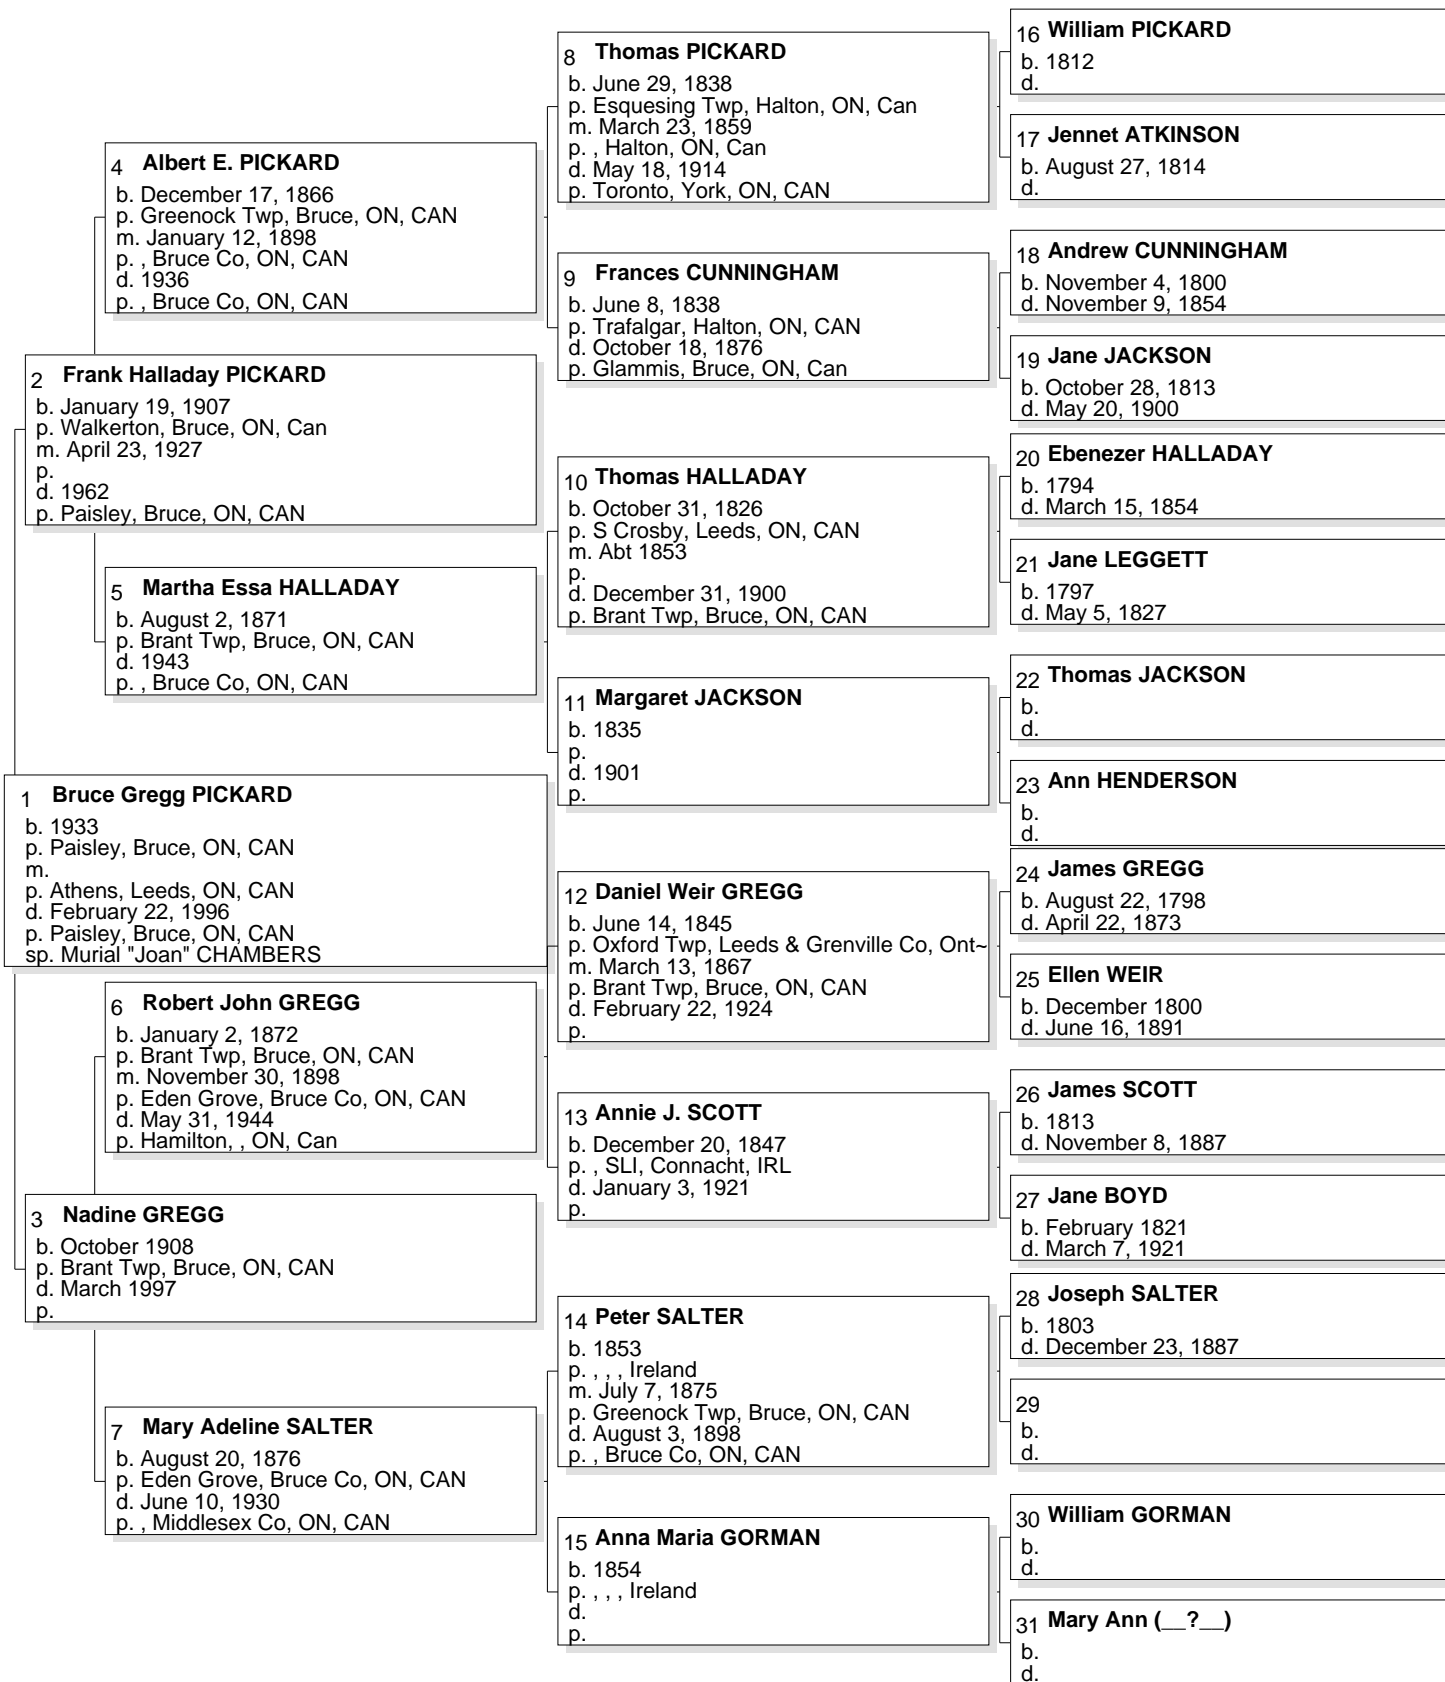 1 Bruce Gregg PICKARD
b. 1933
p. Paisley, Bruce, ON, CAN
m.
p. Athens, Leeds, ON, CAN
d. February 22, 1996
p. Paisley, Bruce, ON, CAN
sp. Murial "Joan" CHAMBERS
2 Frank Halladay PICKARD
b. January 19, 1907
p. Walkerton, Bruce, ON, Can
m. April 23, 1927
p.
d. 1962
p. Paisley, Bruce, ON, CAN
3 Nadine GREGG
b. October 1908
p. Brant Twp, Bruce, ON, CAN
d. March 1997
p.
4 Albert E. PICKARD
b. December 17, 1866
p. Greenock Twp, Bruce, ON, CAN
m. January 12, 1898
p. , Bruce Co, ON, CAN
d. 1936
p. , Bruce Co, ON, CAN
5 Martha Essa HALLADAY
b. August 2, 1871
p. Brant Twp, Bruce, ON, CAN
d. 1943
p. , Bruce Co, ON, CAN
6 Robert John GREGG
b. January 2, 1872
p. Brant Twp, Bruce, ON, CAN
m. November 30, 1898
p. Eden Grove, Bruce Co, ON, CAN
d. May 31, 1944
p. Hamilton, , ON, Can
7 Mary Adeline SALTER
b. August 20, 1876
p. Eden Grove, Bruce Co, ON, CAN
d. June 10, 1930
p. , Middlesex Co, ON, CAN
8 Thomas PICKARD
b. June 29, 1838
p. Esquesing Twp, Halton, ON, Can
m. March 23, 1859
p. , Halton, ON, Can
d. May 18, 1914
p. Toronto, York, ON, CAN
9 Frances CUNNINGHAM
b. June 8, 1838
p. Trafalgar, Halton, ON, CAN
d. October 18, 1876
p. Glammis, Bruce, ON, Can
10 Thomas HALLADAY
b. October 31, 1826
p. S Crosby, Leeds, ON, CAN
m. Abt 1853
p.
d. December 31, 1900
p. Brant Twp, Bruce, ON, CAN
11 Margaret JACKSON
b. 1835
p.
d. 1901
p.
12 Daniel Weir GREGG
b. June 14, 1845
p. Oxford Twp, Leeds & Grenville Co, Ont~
m. March 13, 1867
p. Brant Twp, Bruce, ON, CAN
d. February 22, 1924
p.
13 Annie J. SCOTT
b. December 20, 1847
p. , SLI, Connacht, IRL
d. January 3, 1921
p.
14 Peter SALTER
b. 1853
p. , , , Ireland
m. July 7, 1875
p. Greenock Twp, Bruce, ON, CAN
d. August 3, 1898
p. , Bruce Co, ON, CAN
15 Anna Maria GORMAN
b. 1854
p. , , , Ireland
d.
p.
16 William PICKARD
b. 1812
d.
17 Jennet ATKINSON
b. August 27, 1814
d.
18 Andrew CUNNINGHAM
b. November 4, 1800
d. November 9, 1854
19 Jane JACKSON
b. October 28, 1813
d. May 20, 1900
20 Ebenezer HALLADAY
b. 1794
d. March 15, 1854
21 Jane LEGGETT
b. 1797
d. May 5, 1827
22 Thomas JACKSON
b.
d.
23 Ann HENDERSON
b.
d.
24 James GREGG
b. August 22, 1798
d. April 22, 1873
25 Ellen WEIR
b. December 1800
d. June 16, 1891
26 James SCOTT
b. 1813
d. November 8, 1887
27 Jane BOYD
b. February 1821
d. March 7, 1921
28 Joseph SALTER
b. 1803
d. December 23, 1887
29
b.
d.
30 William GORMAN
b.
d.
31 Mary Ann (__?__)
b.
d.